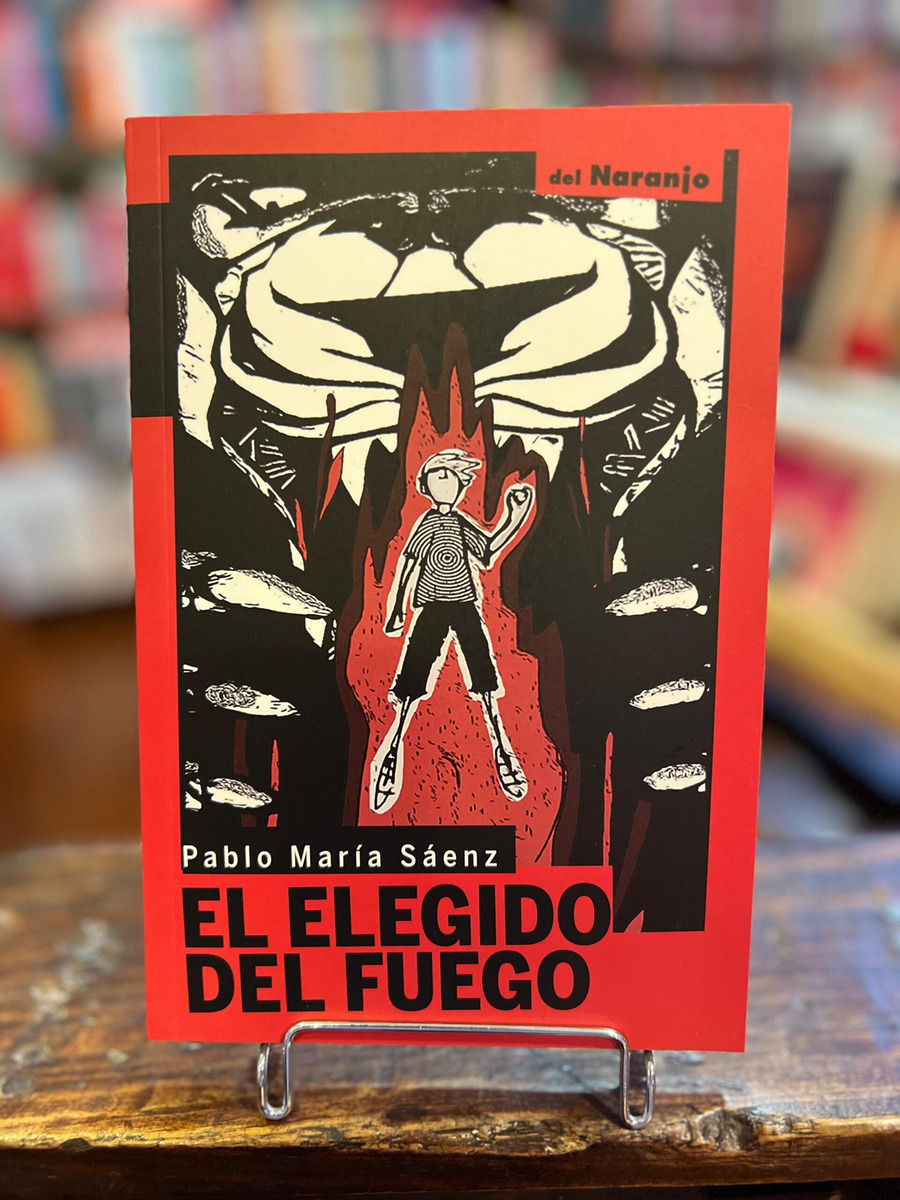 del Naranjo
Pablo María Sáenz
EL ELEGIDO
DEL FUEGO